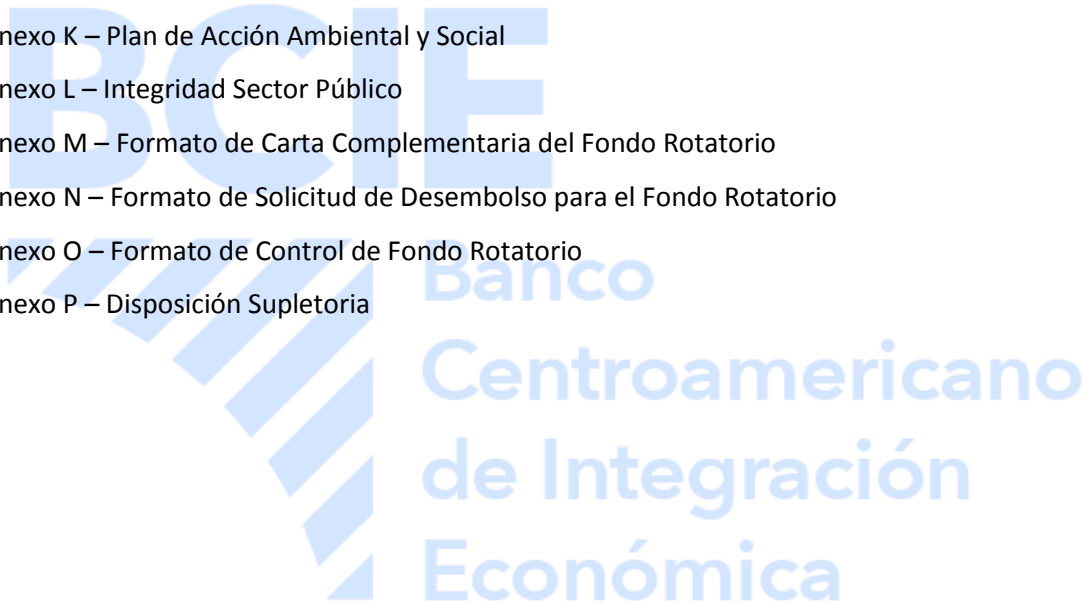 nexo K – Plan de Acción Ambiental y Social
nexo L – Integridad Sector Público
nexo M – Formato de Carta Complementaria del Fondo Rotatorio
nexo N – Formato de Solicitud de Desembolso para el Fondo Rotatorio
nexo O – Formato de Control de Fondo Rotatorio
nexo P – Disposición Supletoria
BCIE
Banco
Centroamericano
de Integración
Económica